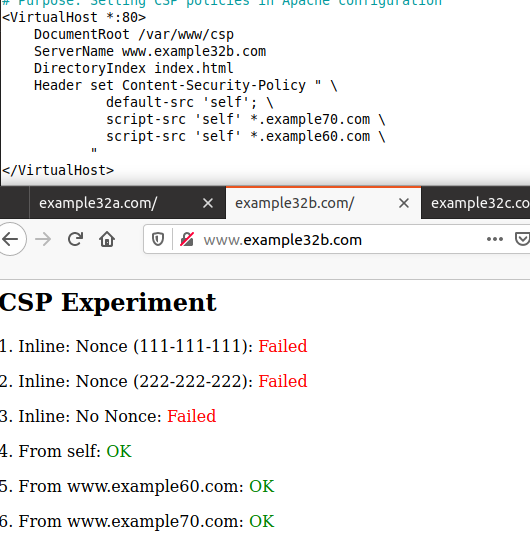 # Purpose: Setting CSP policies in Apache configuration
<VirtualHost *:80>
DocumentRoot /var/www/csp
ServerName www.example32b.com
DirectoryIndex index.html
Header set Content-Security-Policy " \
default-src 'self'; \
script-src 'self' *.example70.com \
script-src 'self' *.example60.com \
"
</VirtualHost>
example32a.com/ example32b.com/ example32c.co
www.example32b.com
CSP Experiment
1. Inline: Nonce (111-111-111): Failed
2. Inline: Nonce (222-222-222): Failed
3. Inline: No Nonce: Failed
4. From self: OK
5. From www.example60.com: OK
6. From www.example70.com: OK